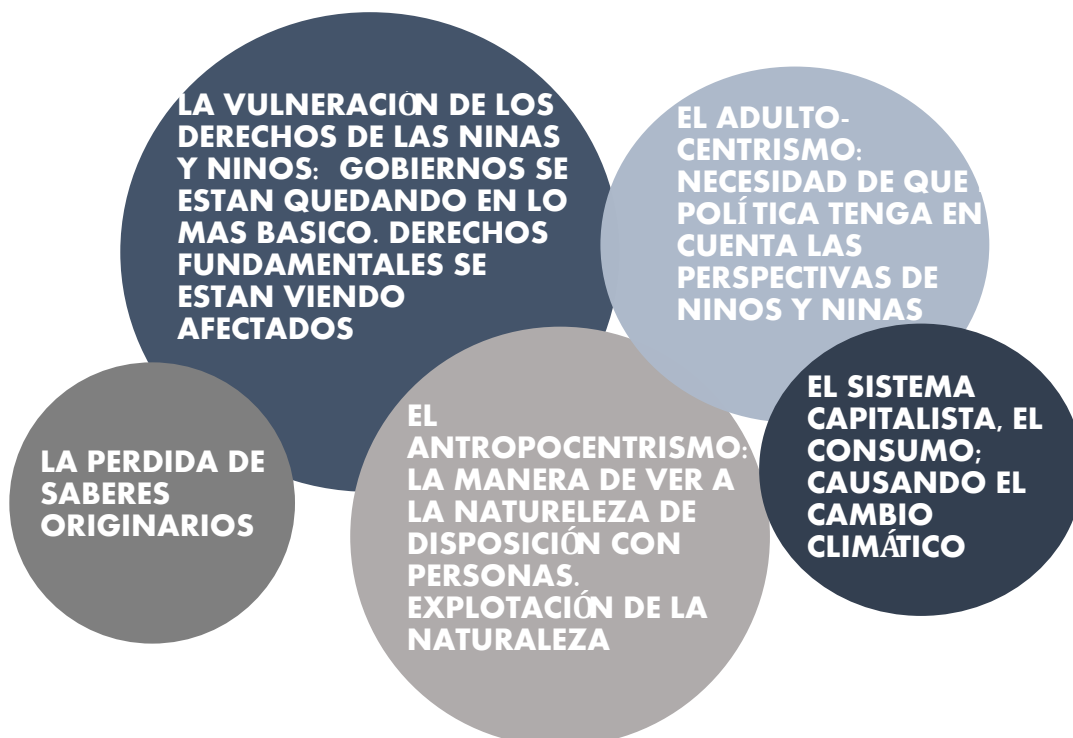 LA VULNERACIÓN DE LOS
DERECHOS DE LAS NINAS
Y NINOS: GOBIERNOS SE
ESTAN QUEDANDO EN LO
MAS BASICO. DERECHOS
FUNDAMENTALES SE
ESTAN VIENDO
AFECTADOS
EL ADULTO-
CENTRISMO:
NECESIDAD DE QUE
POLÍTICA TENGA EN
CUENTA LAS
PERSPECTIVAS DE
NINOS Y NINAS
LA PERDIDA DE
SABERES
ORIGINARIOS
EL
ANTROPOCENTRISMO:
LA MANERA DE VER A
LA NATURELEZA DE
DISPOSICIÓN CON
PERSONAS.
EXPLOTACIÓN DE LA
NATURALEZA
EL SISTEMA
CAPITALISTA, EL
CONSUMO;
CAUSANDO EL
CAMBIO
CLIMÁTICO